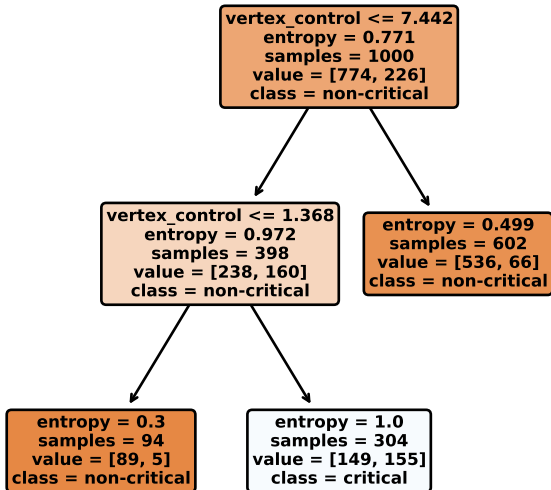 vertex_control <= 7.442
entropy = 0.771
samples = 1000
value = [774, 226]
class = non-critical
vertex_control <= 1.368
entropy = 0.972
samples = 398
value = [238, 160]
class = non-critical
entropy = 0.499
samples = 602
value = [536, 66]
class = non-critical
entropy = 0.3
samples = 94
value = [89, 5]
class = non-critical
entropy = 1.0
samples = 304
value = [149, 155]
class = critical